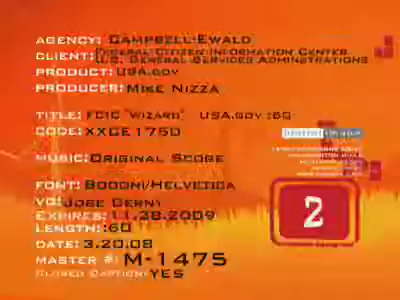 AGENCY: CAMPBELL-EWALD
CLIENT: FEDERAL CITIZEN INFORMATION CENTER
U.S. GENERAL SERVICES ADMINSTRATIONS
PRODUCT: USA.GOV
PRODUCER: MIKE NIZZA
TITLE: FCIC "WIZARD" USA.GOV :60
CODE: XXGE1750
MUSIC: ORIGINAL SCORE
FONT: BODONI/HELVETICA
VO: JOSE CERNY
EXPIRES: 11.28.2009
LENGTH: :60
DATE: 3.20.08
MASTER #: M-1475
CLOSED CAPTION: YES
2